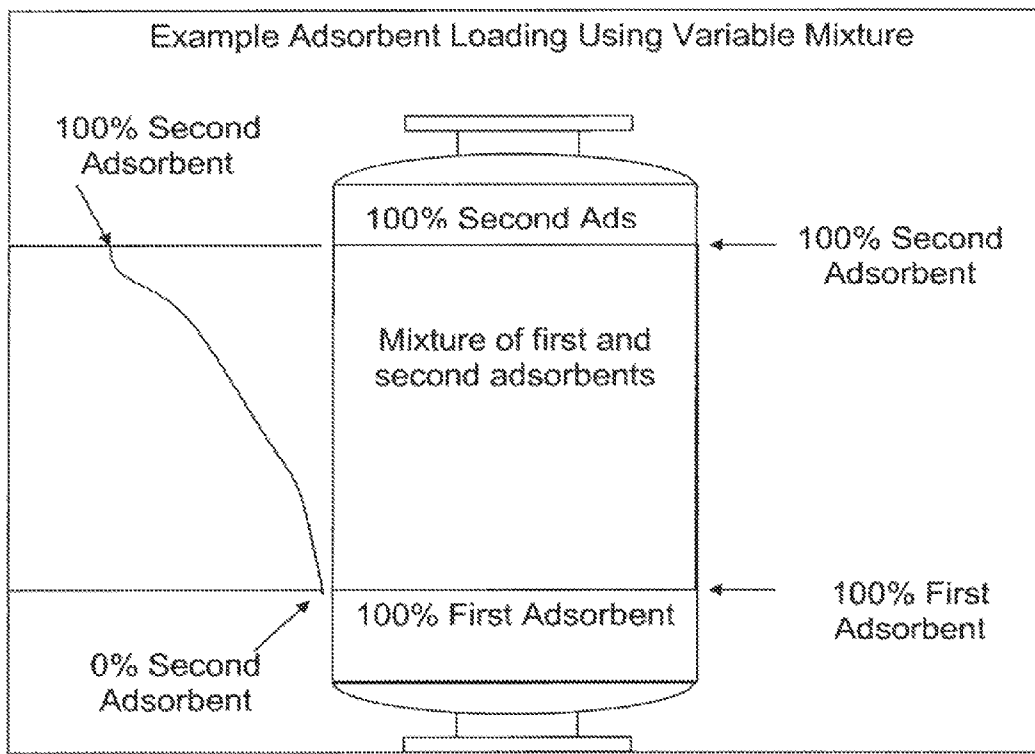 Example Adsorbent Loading Using Variable Mixture
100% Second
Adsorbent
100% Second Ads
100% Second
Adsorbent
Mixture of first and
second adsorbents
100% First Adsorbent
100% First
Adsorbent
0% Second
Adsorbent